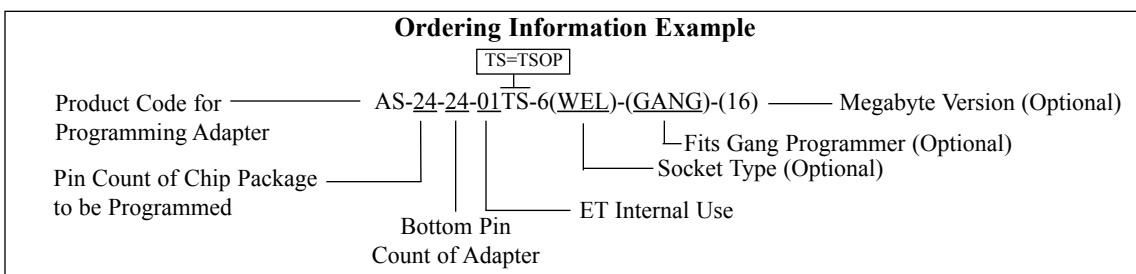 Ordering Information Example
TS=TSOP
AS-24-24-01TS-6(WEL)-(GANG)-(16)
Product Code for
Programming Adapter
Megabyte Version (Optional)
Fits Gang Programmer (Optional)
Socket Type (Optional)
Pin Count of Chip Package
to be Programmed
ET Internal Use
Bottom Pin
Count of Adapter